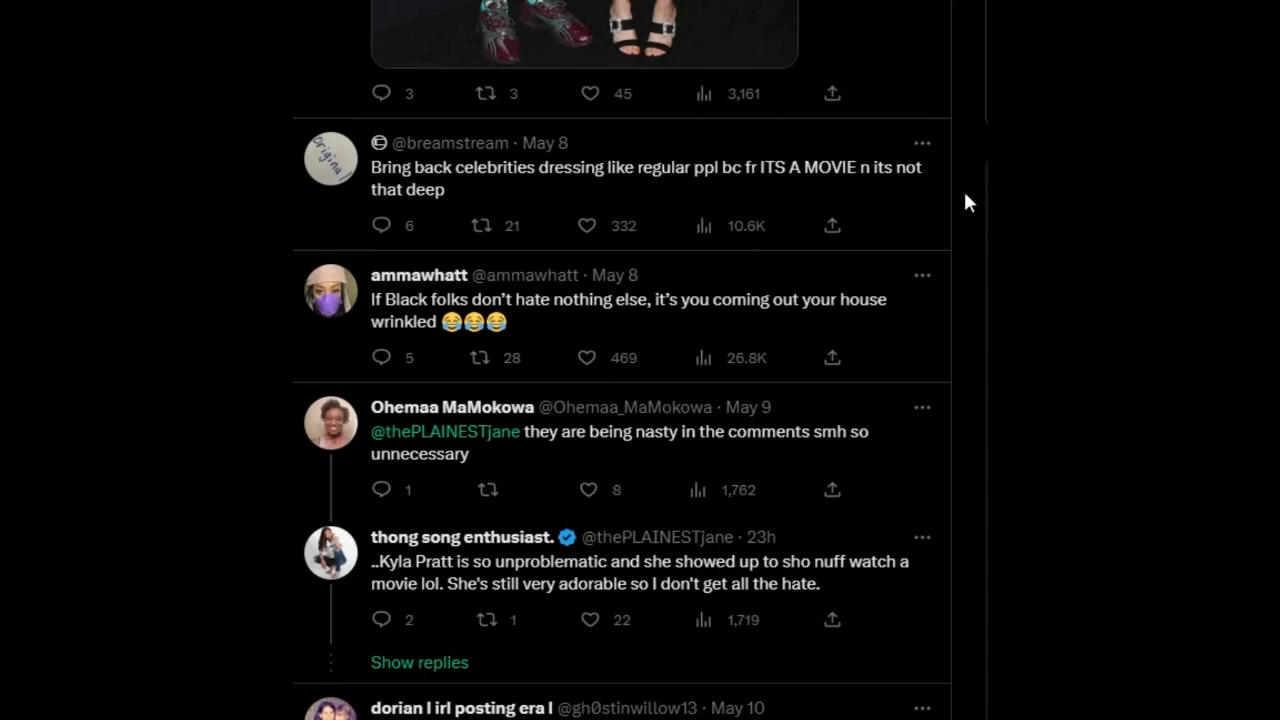 3 3 45 3,161
@breamstream · May 8
Bring back celebrities dressing like regular ppl bc fr ITS A MOVIE n its not
that deep
6 21 332 10.6K
ammawhatt @ammawhatt · May 8
If Black folks don’t hate nothing else, it’s you coming out your house
wrinkled 😂😂😂
5 28 469 26.8K
Ohemaa MaMokowa @Ohemaa_MaMokowa · May 9
@thePLAINESTjane they are being nasty in the comments smh so
unnecessary
1 8 1,762
thong song enthusiast. @thePLAINESTjane · 23h
..Kyla Pratt is so unproblematic and she showed up to sho nuff watch a
movie lol. She's still very adorable so I don't get all the hate.
2 1 22 1,719
Show replies
dorian l irl posting era l @gh0stinwillow13 · May 10
Original